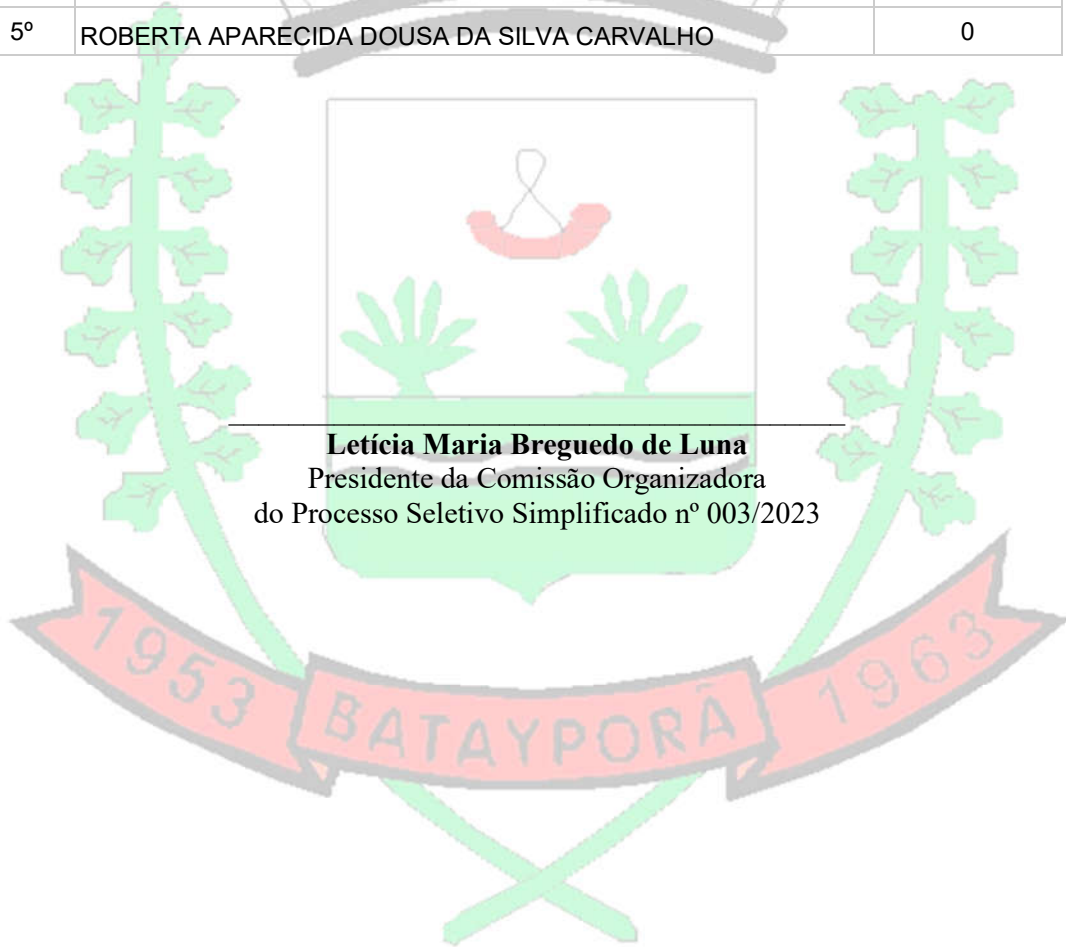 5º ROBERTA APARECIDA DOUSA DA SILVA CARVALHO 0
Letícia Maria Breguedo de Luna
Presidente da Comissão Organizadora
do Processo Seletivo Simplificado nº 003/2023
1953 BATAYPORÃ 1963